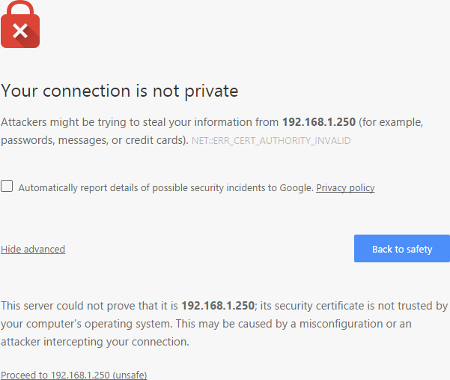 Your connection is not private
Attackers might be trying to steal your information from 192.168.1.250 (for example,
passwords, messages, or credit cards). NET::ERR_CERT_AUTHORITY_INVALID
Automatically report details of possible security incidents to Google. Privacy policy
Hide advanced
Back to safety
This server could not prove that it is 192.168.1.250; its security certificate is not trusted by
your computer's operating system. This may be caused by a misconfiguration or an
attacker intercepting your connection.
Proceed to 192.168.1.250 (unsafe)